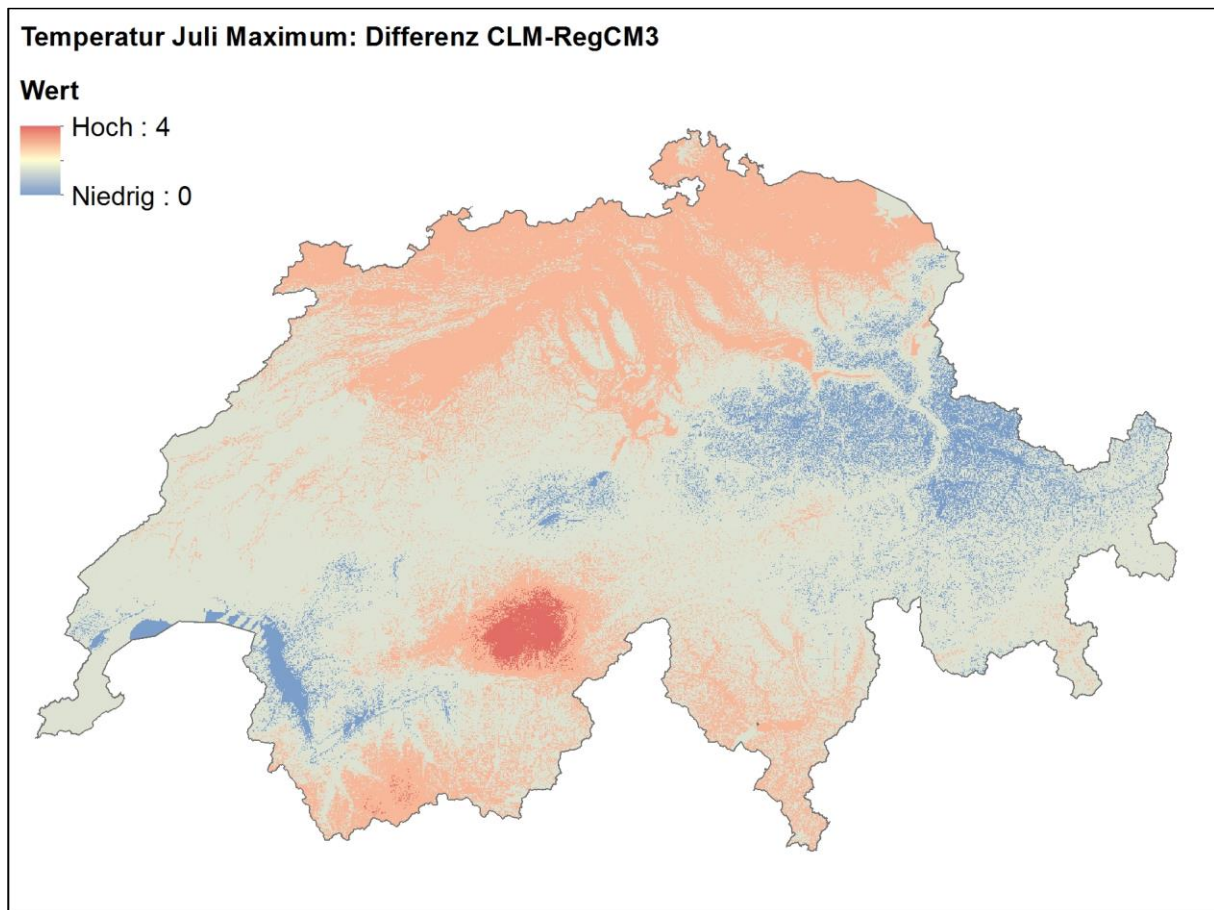 Temperatur Juli Maximum: Differenz CLM-RegCM3
Wert
Hoch : 4
Niedrig : 0